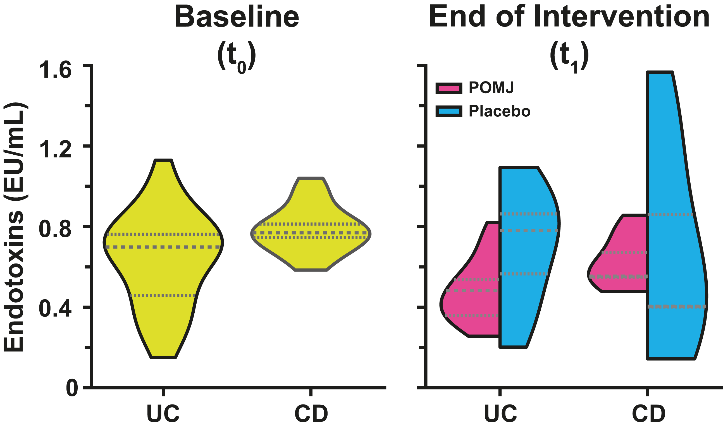 Baseline
(t0)
End of Intervention
(t1)
Endotoxins (EU/mL)
1.6
1.2
0.8
0.4
0
POMJ
Placebo
UC
CD
UC
CD